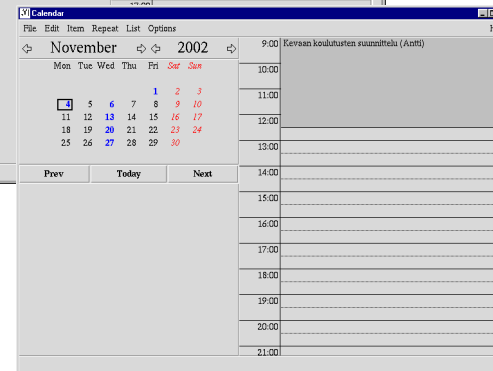 Calendar
File Edit Item Repeat List Options
November 2002
Mon Tue Wed Thu Fri Sat Sun
1 2 3
4 5 6 7 8 9 10
11 12 13 14 15 16 17
18 19 20 21 22 23 24
25 26 27 28 29 30
Prev Today Next
9:00 Kevaan koulutusten suunnittelu (Antti)
10:00
11:00
12:00
13:00
14:00
15:00
16:00
17:00
18:00
19:00
20:00
21:00